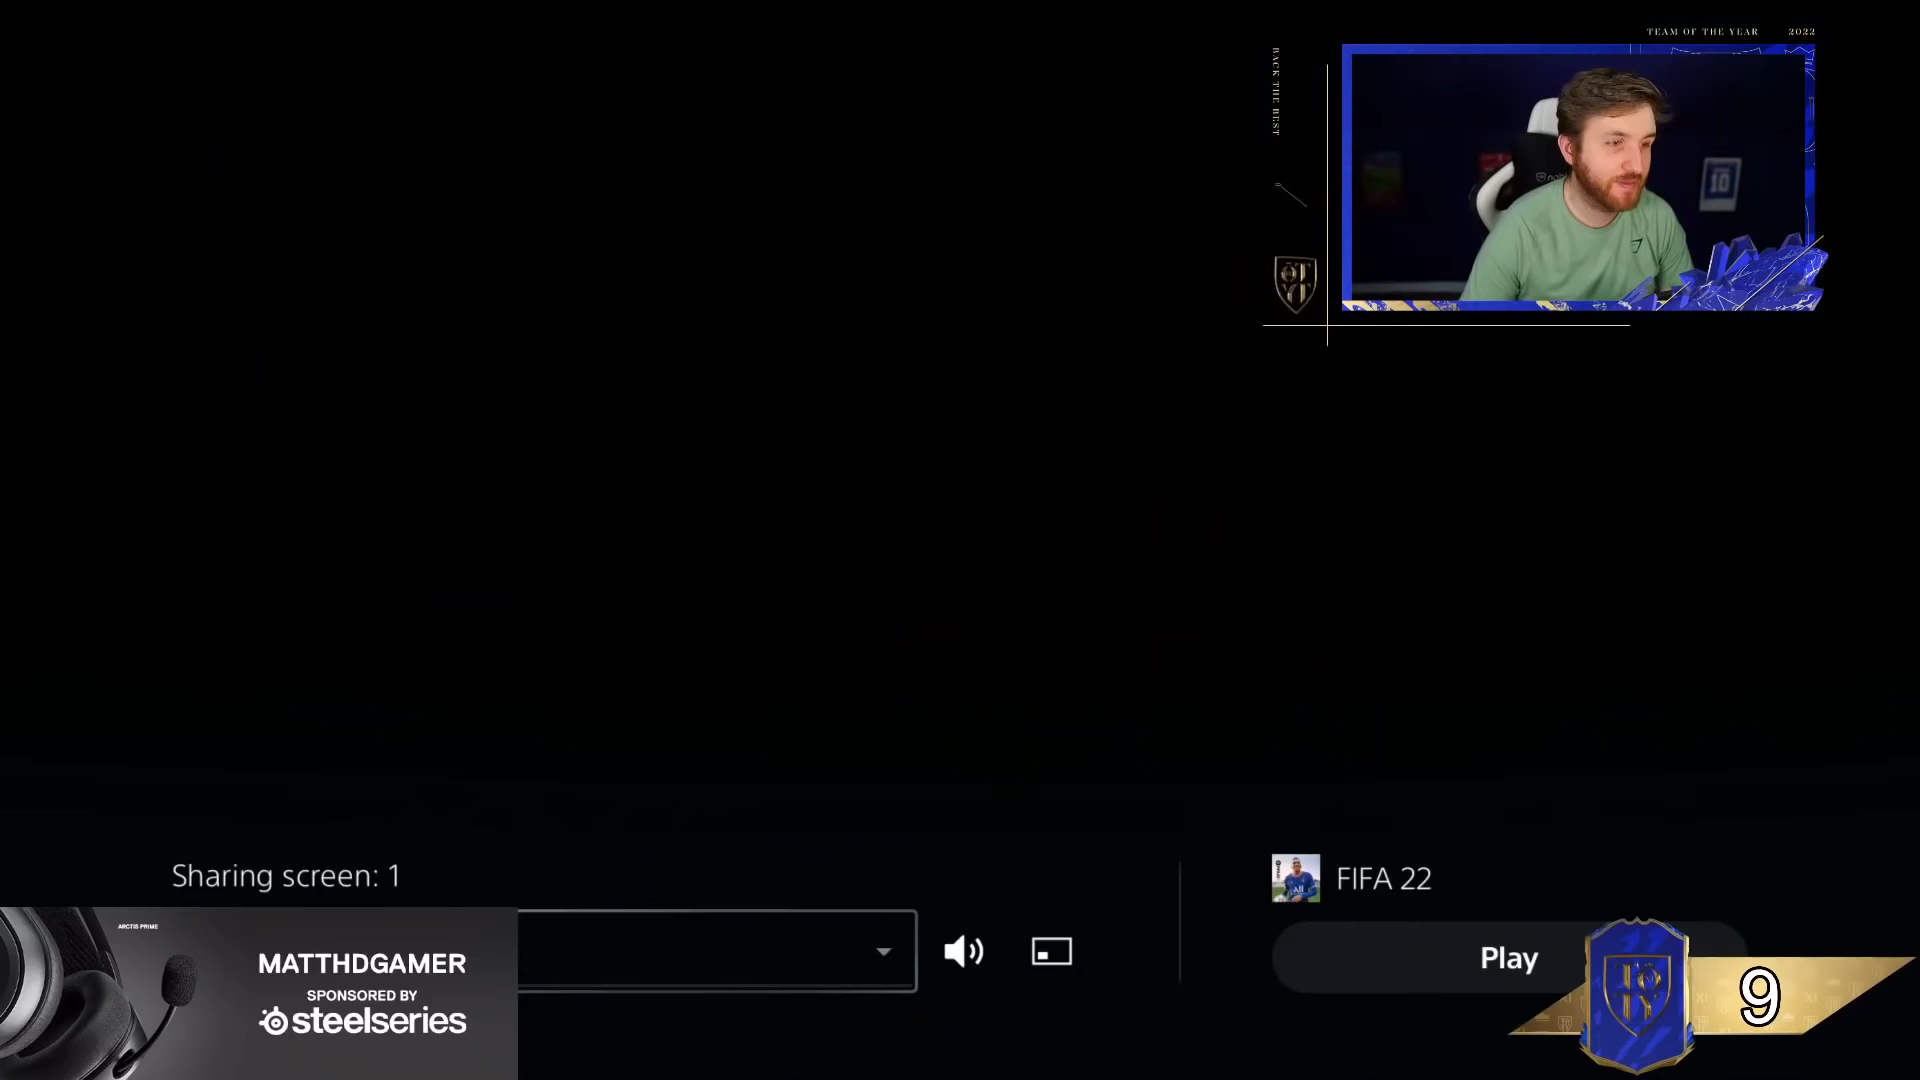 TEAM OF THE YEAR 2022
BACK THE BEST
10
Sharing screen: 1
FIFA 22
Play
ARCTIS PRIME
MATTHDGAMER
SPONSORED BY
steelseries
9